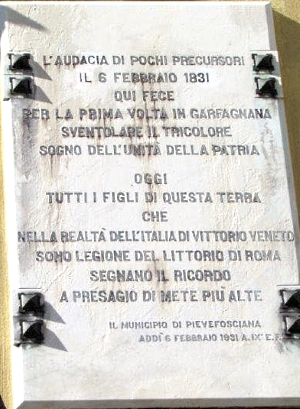 L'AUDACIA DI POCHI PRECURSORI
IL 6 FEBBRAIO 1831
QUI FECE
PER LA PRIMA VOLTA IN GARFAGNANA
SVENTOLARE IL TRICOLORE
SOGNO DELL'UNITÀ DELLA PATRIA
OGGI
TUTTI I FIGLI DI QUESTA TERRA
CHE
NELLA REALTÀ DELL'ITALIA DI VITTORIO VENETO
SONO LEGIONE DEL LITTORIO DI ROMA
SEGNANO IL RICORDO
A PRESAGIO DI METE PIÙ ALTE
IL MUNICIPIO DI PIEVEFOSCIANA
ADDÌ 6 FEBBRAIO 1931 A. IX° E.F.